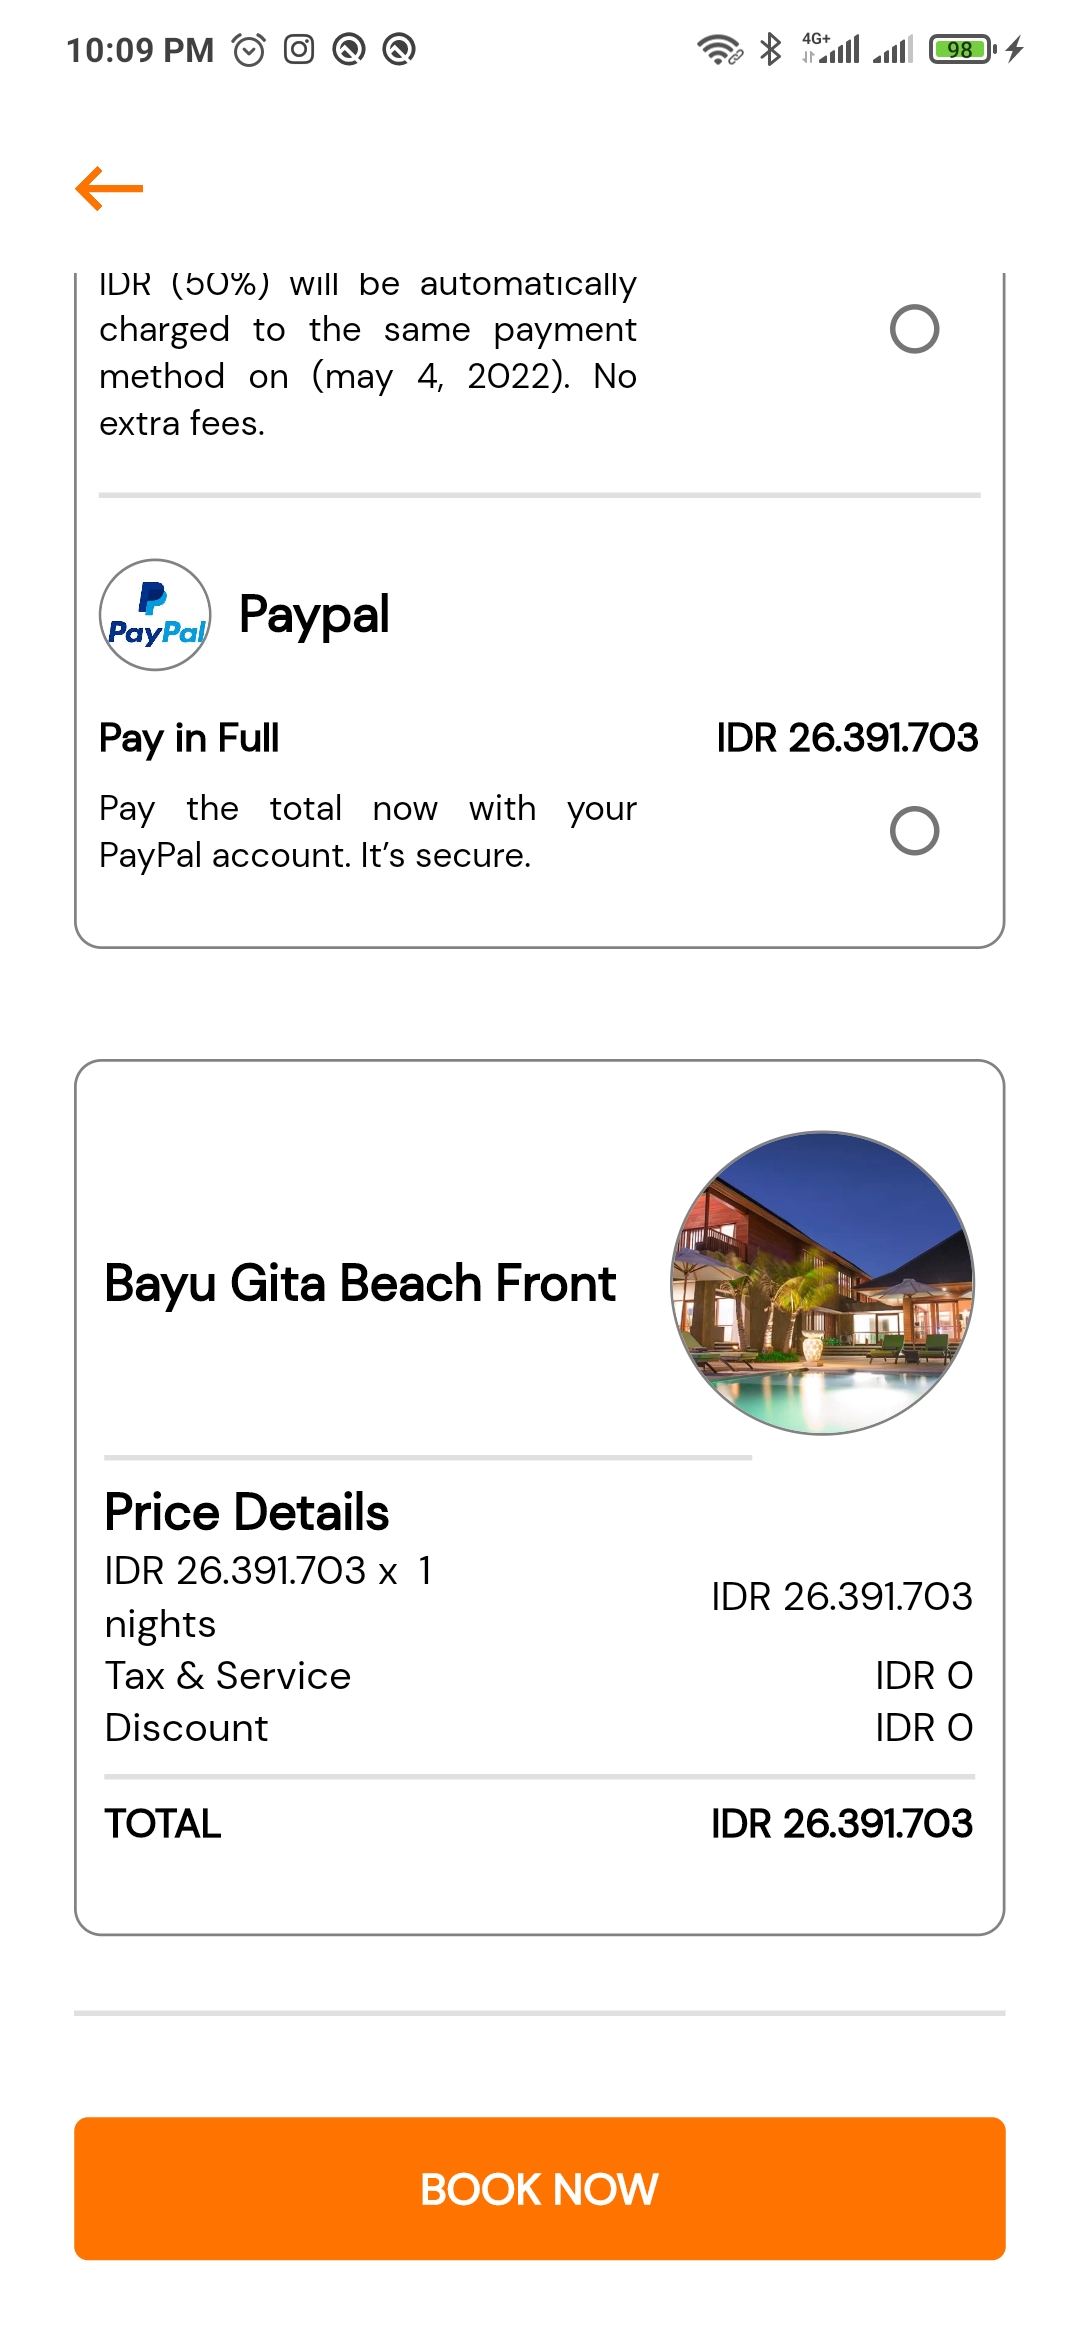 10:09 PM
4G+
98
IDR (50%) will be automatically
charged to the same payment
method on (may 4, 2022). No
extra fees.
PayPal
Paypal
Pay in Full
IDR 26.391.703
Pay the total now with your
PayPal account. It’s secure.
Bayu Gita Beach Front
Price Details
IDR 26.391.703 x 1
nights
IDR 26.391.703
Tax & Service
IDR 0
Discount
IDR 0
TOTAL
IDR 26.391.703
BOOK NOW